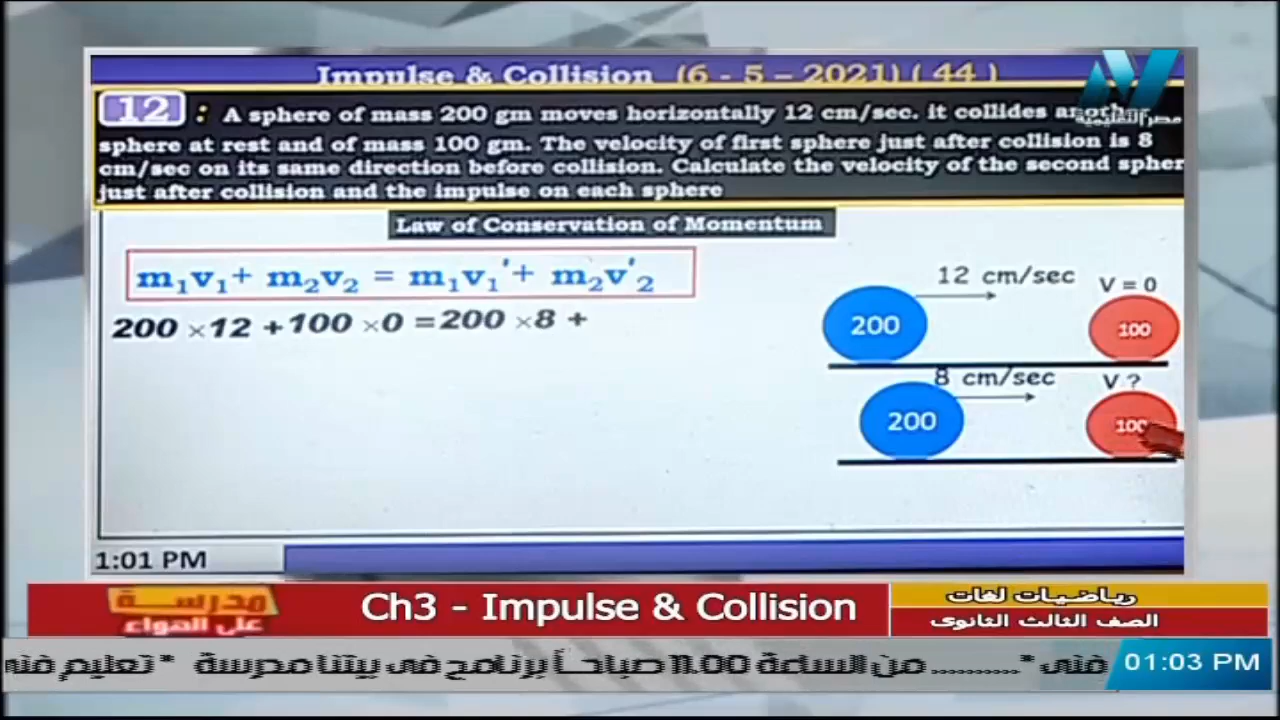 Impulse & Collision (6 - 5 – 2021) ( 44 )
12 : A sphere of mass 200 gm moves horizontally 12 cm/sec. it collides another
sphere at rest and of mass 100 gm. The velocity of first sphere just after collision is 8
cm/sec on its same direction before collision. Calculate the velocity of the second spher
just after collision and the impulse on each sphere
Law of Conservation of Momentum
m₁v₁+ m₂v₂ = m₁v₁'+ m₂v'₂
200 ×12 +100 ×0 =200 ×8 +
12 cm/sec
V = 0
200
100
8 cm/sec
V ?
200
100
1:01 PM
مدرسة
على الهواء
Ch3 - Impulse & Collision
رياضيات لغات
الصف الثالث الثانوى
فنى "......... من الساعة 11.00 صباحاً برنامج فى بيتنا مدرسة " تعليم فنى
01:03 PM